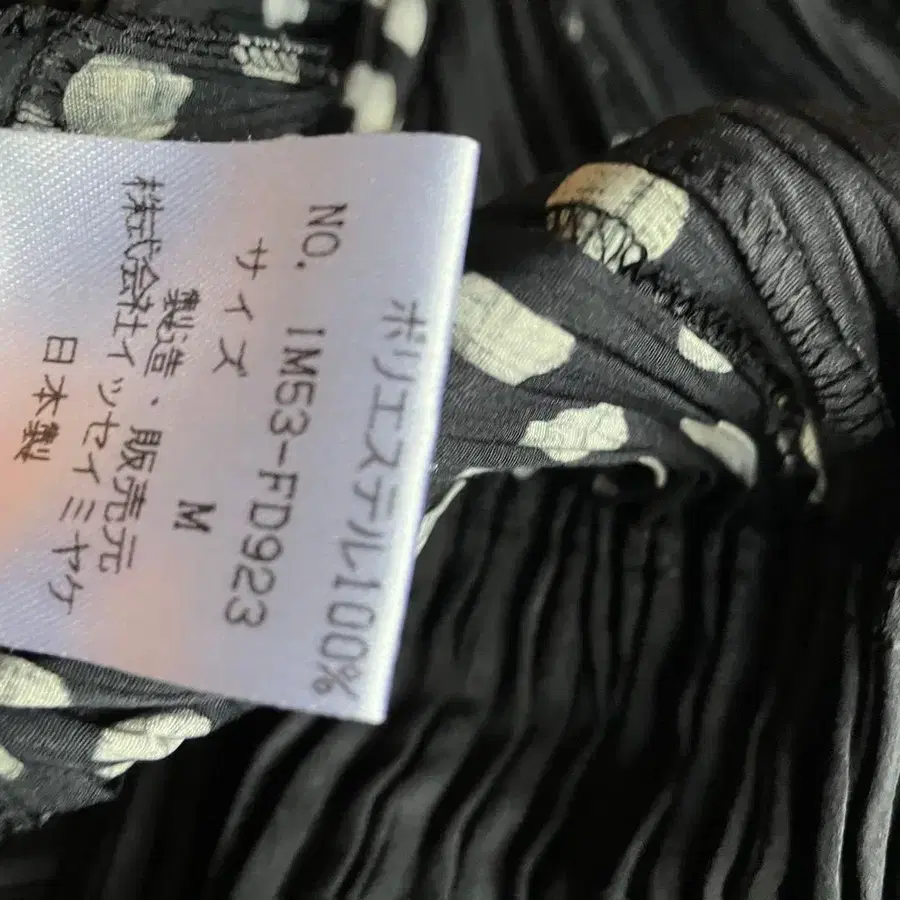 ポリエステル100%
NO. IM53-FD923
サイズ M
製造・販売元
株式会社イッセイミヤケ
日本製